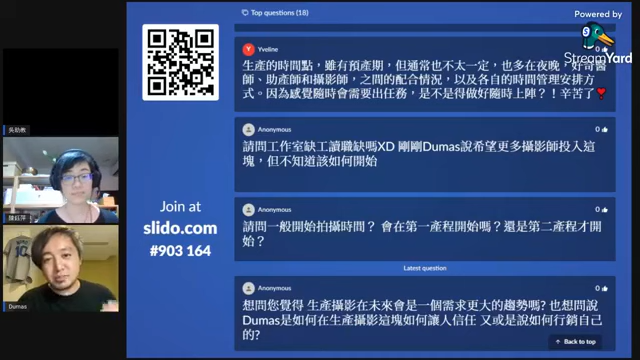 Top questions (18)
Powered by
StreamYard
Yveline
0
生產的時間點，雖有預產期，但通常也不太一定，也多在夜晚，好奇醫
師、助產師和攝影師，之間的配合情況，以及各自的時間管理安排方
式。因為感覺隨時會需要出任務，是不是得做好隨時上陣？！辛苦了❣️
Anonymous
0
請問工作室缺工讀職缺嗎XD 剛剛Dumas說希望更多攝影師投入這
塊，但不知道該如何開始
Anonymous
0
請問一般開始拍攝時間？ 會在第一產程開始嗎？還是第二產程才開
始？
Latest question
Anonymous
0
想問您覺得 生產攝影在未來會是一個需求更大的趨勢嗎? 也想問說
Dumas是如何在生產攝影這塊如何讓人信任 又或是說如何行銷自己
的?
Back to top
Join at
slido.com
#903 164
吳助教
陳鈺萍
Dumas